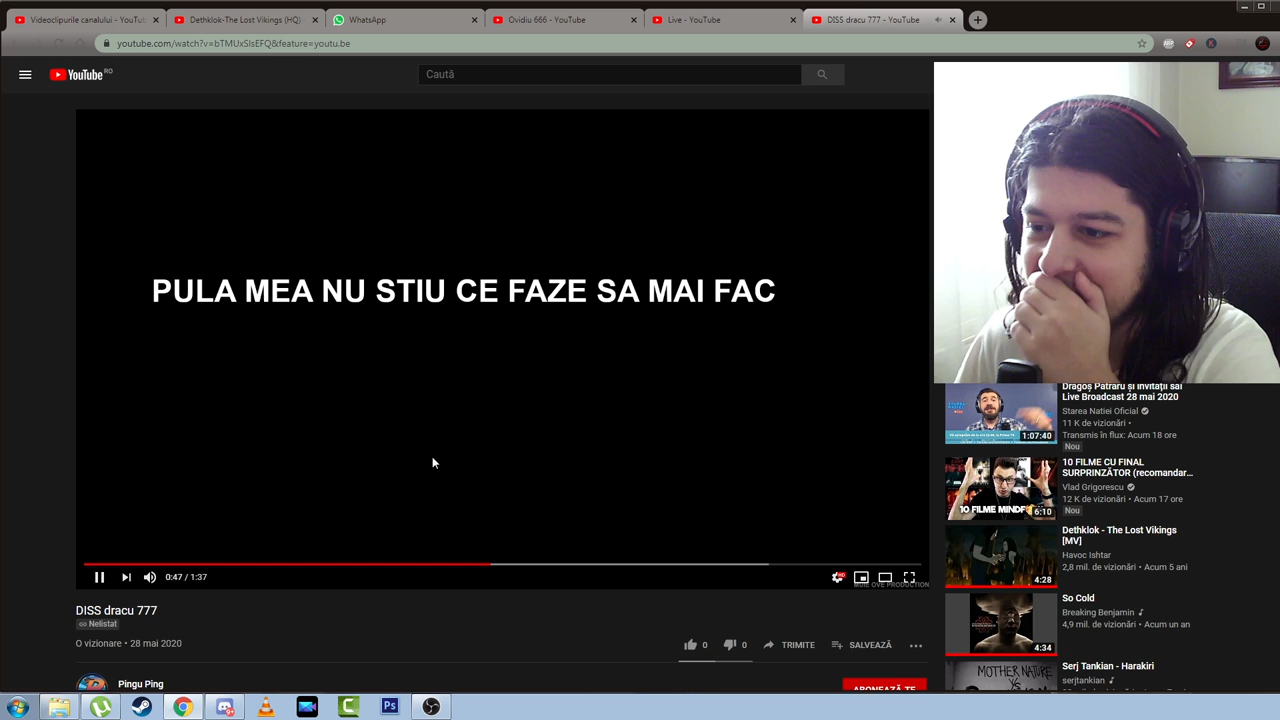 Videoclipurile canalului - YouTu
Dethklok-The Lost Vikings (HQ)
WhatsApp
Ovidiu 666 - YouTube
Live - YouTube
DISS dracu 777 - YouTube
youtube.com/watch?v=bTMUxSlsEFQ&feature=youtu.be
YouTube RO
Caută
PULA MEA NU STIU CE FAZE SA MAI FAC
0:47 / 1:37
MUIE OVE PRODUCTION
DISS dracu 777
Nelistat
O vizionare • 28 mai 2020
0
0
TRIMITE
SALVEAZĂ
Pingu Ping
ABONEAZĂ-TE
Dragoș Pătraru și invitații săi
Live Broadcast 28 mai 2020
Starea Natiei Oficial
11 K de vizionări •
Transmis în flux: Acum 18 ore
Nou
1:07:40
10 FILME CU FINAL
SURPRINZĂTOR (recomandar...
Vlad Grigorescu
12 K de vizionări • Acum 17 ore
Nou
10 FILME MINDF
6:10
Dethklok - The Lost Vikings
[MV]
Havoc Ishtar
2,8 mil. de vizionări • Acum 5 ani
4:28
So Cold
Breaking Benjamin
4,9 mil. de vizionări • Acum un an
4:34
Serj Tankian - Harakiri
serjtankian
MOTHER NATURE
Ps